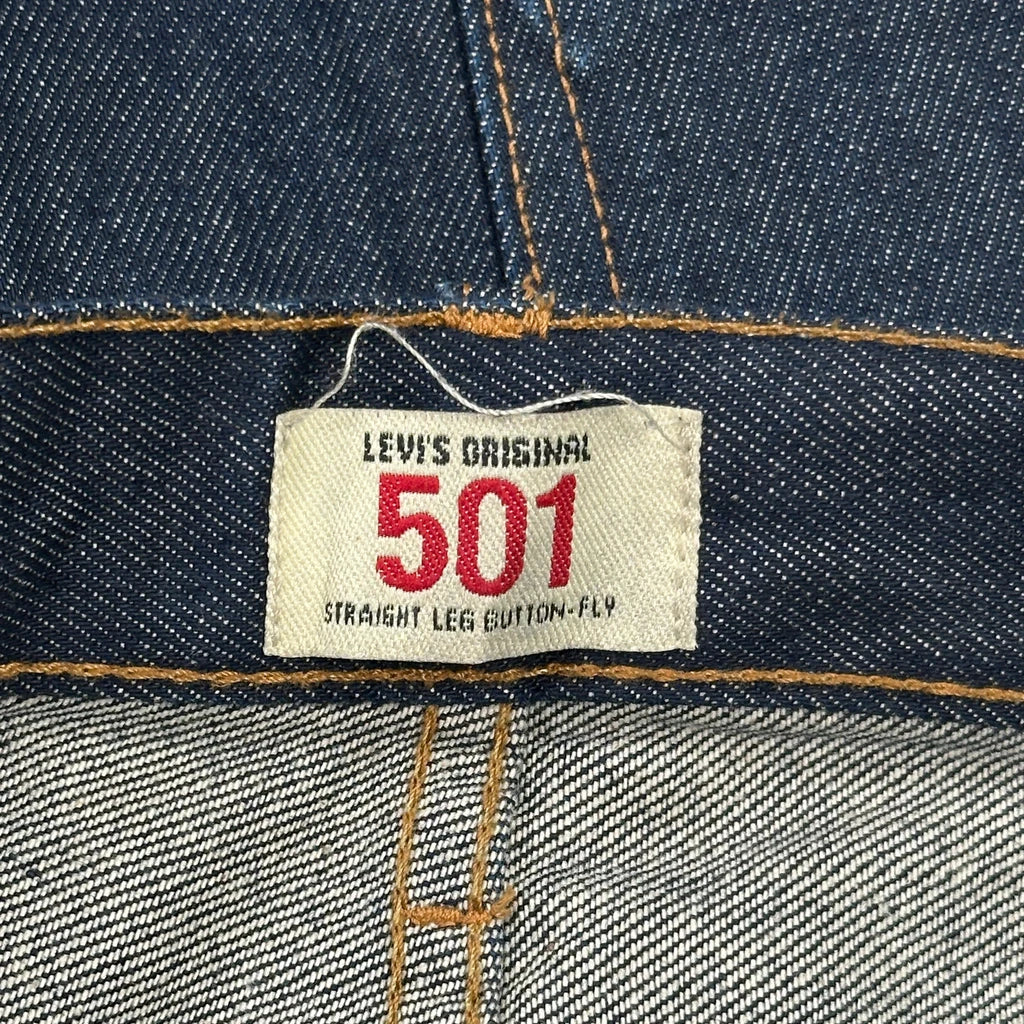 LEVI'S ORIGINAL
501
STRAIGHT LEG BUTTON-FLY